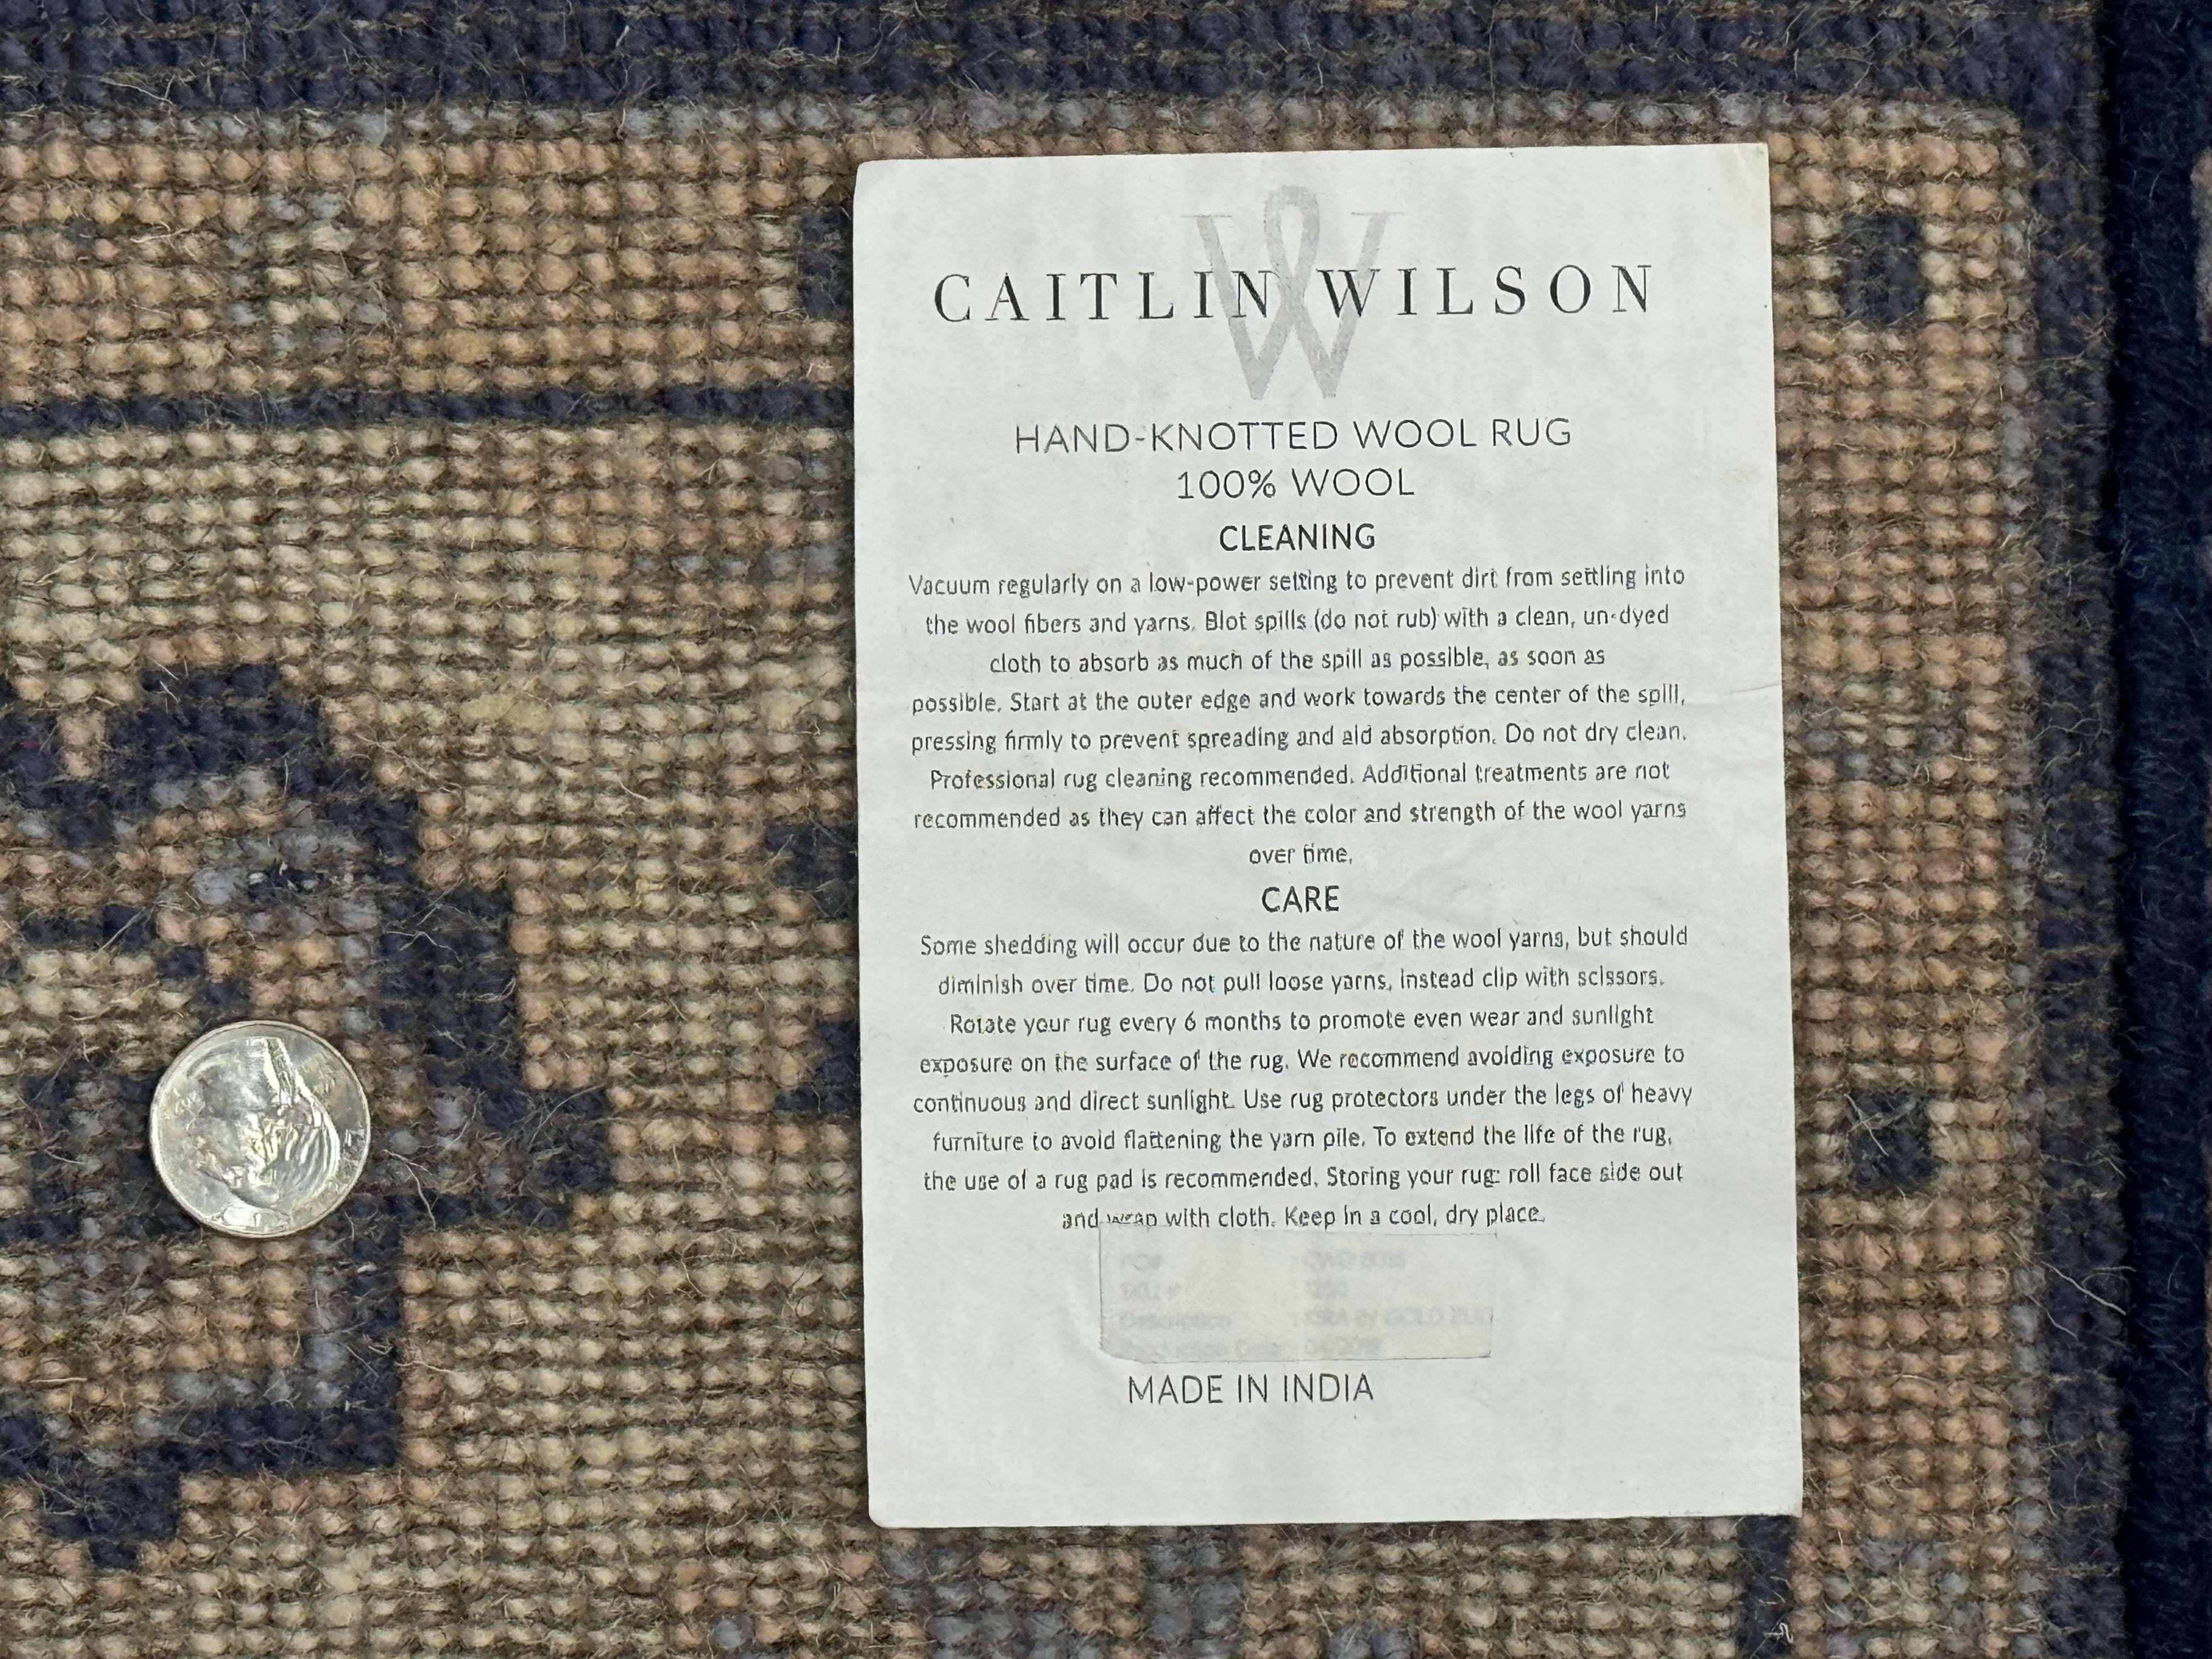 CAITLIN WILSON
HAND-KNOTTED WOOL RUG
100% WOOL
CLEANING
Vacuum regularly on a low-power setting to prevent dirt from settling into
the wool fibers and yarns. Blot spills (do not rub) with a clean, un-dyed
cloth to absorb as much of the spill as possible, as soon as
possible. Start at the outer edge and work towards the center of the spill,
pressing firmly to prevent spreading and aid absorption. Do not dry clean.
Professional rug cleaning recommended. Additional treatments are not
recommended as they can affect the color and strength of the wool yarns
over time.
CARE
Some shedding will occur due to the nature of the wool yarns, but should
diminish over time. Do not pull loose yarns, instead clip with scissors.
Rotate your rug every 6 months to promote even wear and sunlight
exposure on the surface of the rug. We recommend avoiding exposure to
continuous and direct sunlight. Use rug protectors under the legs of heavy
furniture to avoid flattening the yarn pile. To extend the life of the rug,
the use of a rug pad is recommended. Storing your rug: roll face side out
and wrap with cloth. Keep in a cool, dry place.
Description
MADE IN INDIA